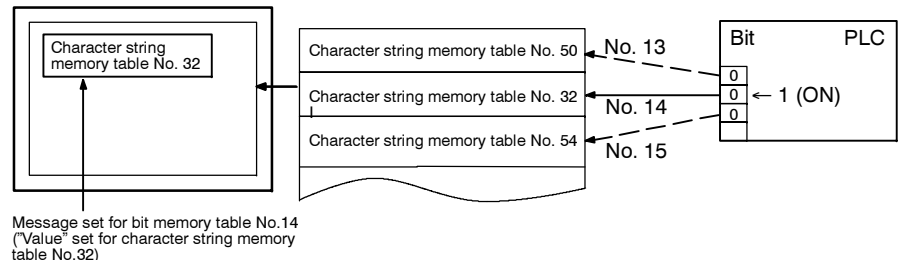 Character string
memory table No. 32
Message set for bit memory table No.14
("Value" set for character string memory
table No.32)
Character string memory table No. 50
Character string memory table No. 32
Character string memory table No. 54
No. 13
No. 14
No. 15
Bit PLC
0
0 ← 1 (ON)
0